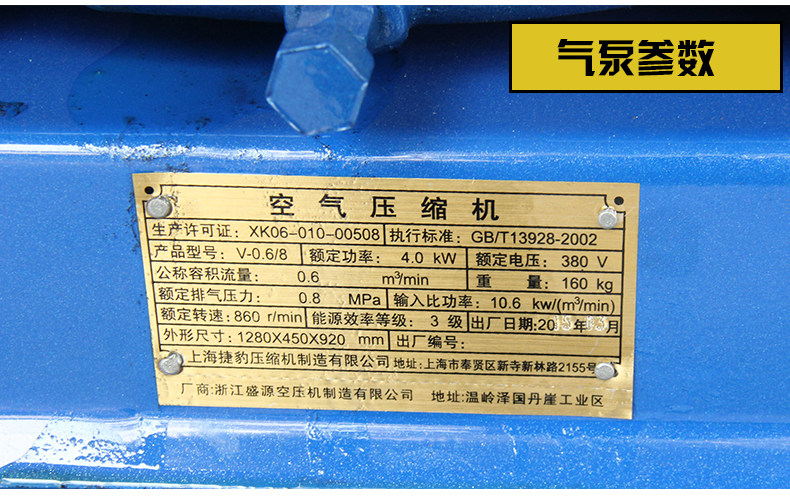 气泵参数
空气压缩机
生产许可证: XK06-010-00508 执行标准: GB/T13928-2002
产品型号: V-0.6/8 额定功率: 4.0 kW 额定电压: 380 V
公称容积流量: 0.6 m³/min 重 量: 160 kg
额定排气压力: 0.8 MPa 输入比功率: 10.6 kw/(m³/min)
额定转速: 860 r/min 能源效率等级: 3 级 出厂日期: 20 年 月
外形尺寸: 1280X450X920 mm 出厂编号:
上海捷豹压缩机制造有限公司 地址: 上海市奉贤区新寺新林路2155号
厂商: 浙江盛源空压机制造有限公司 地址: 温岭泽国丹崖工业区